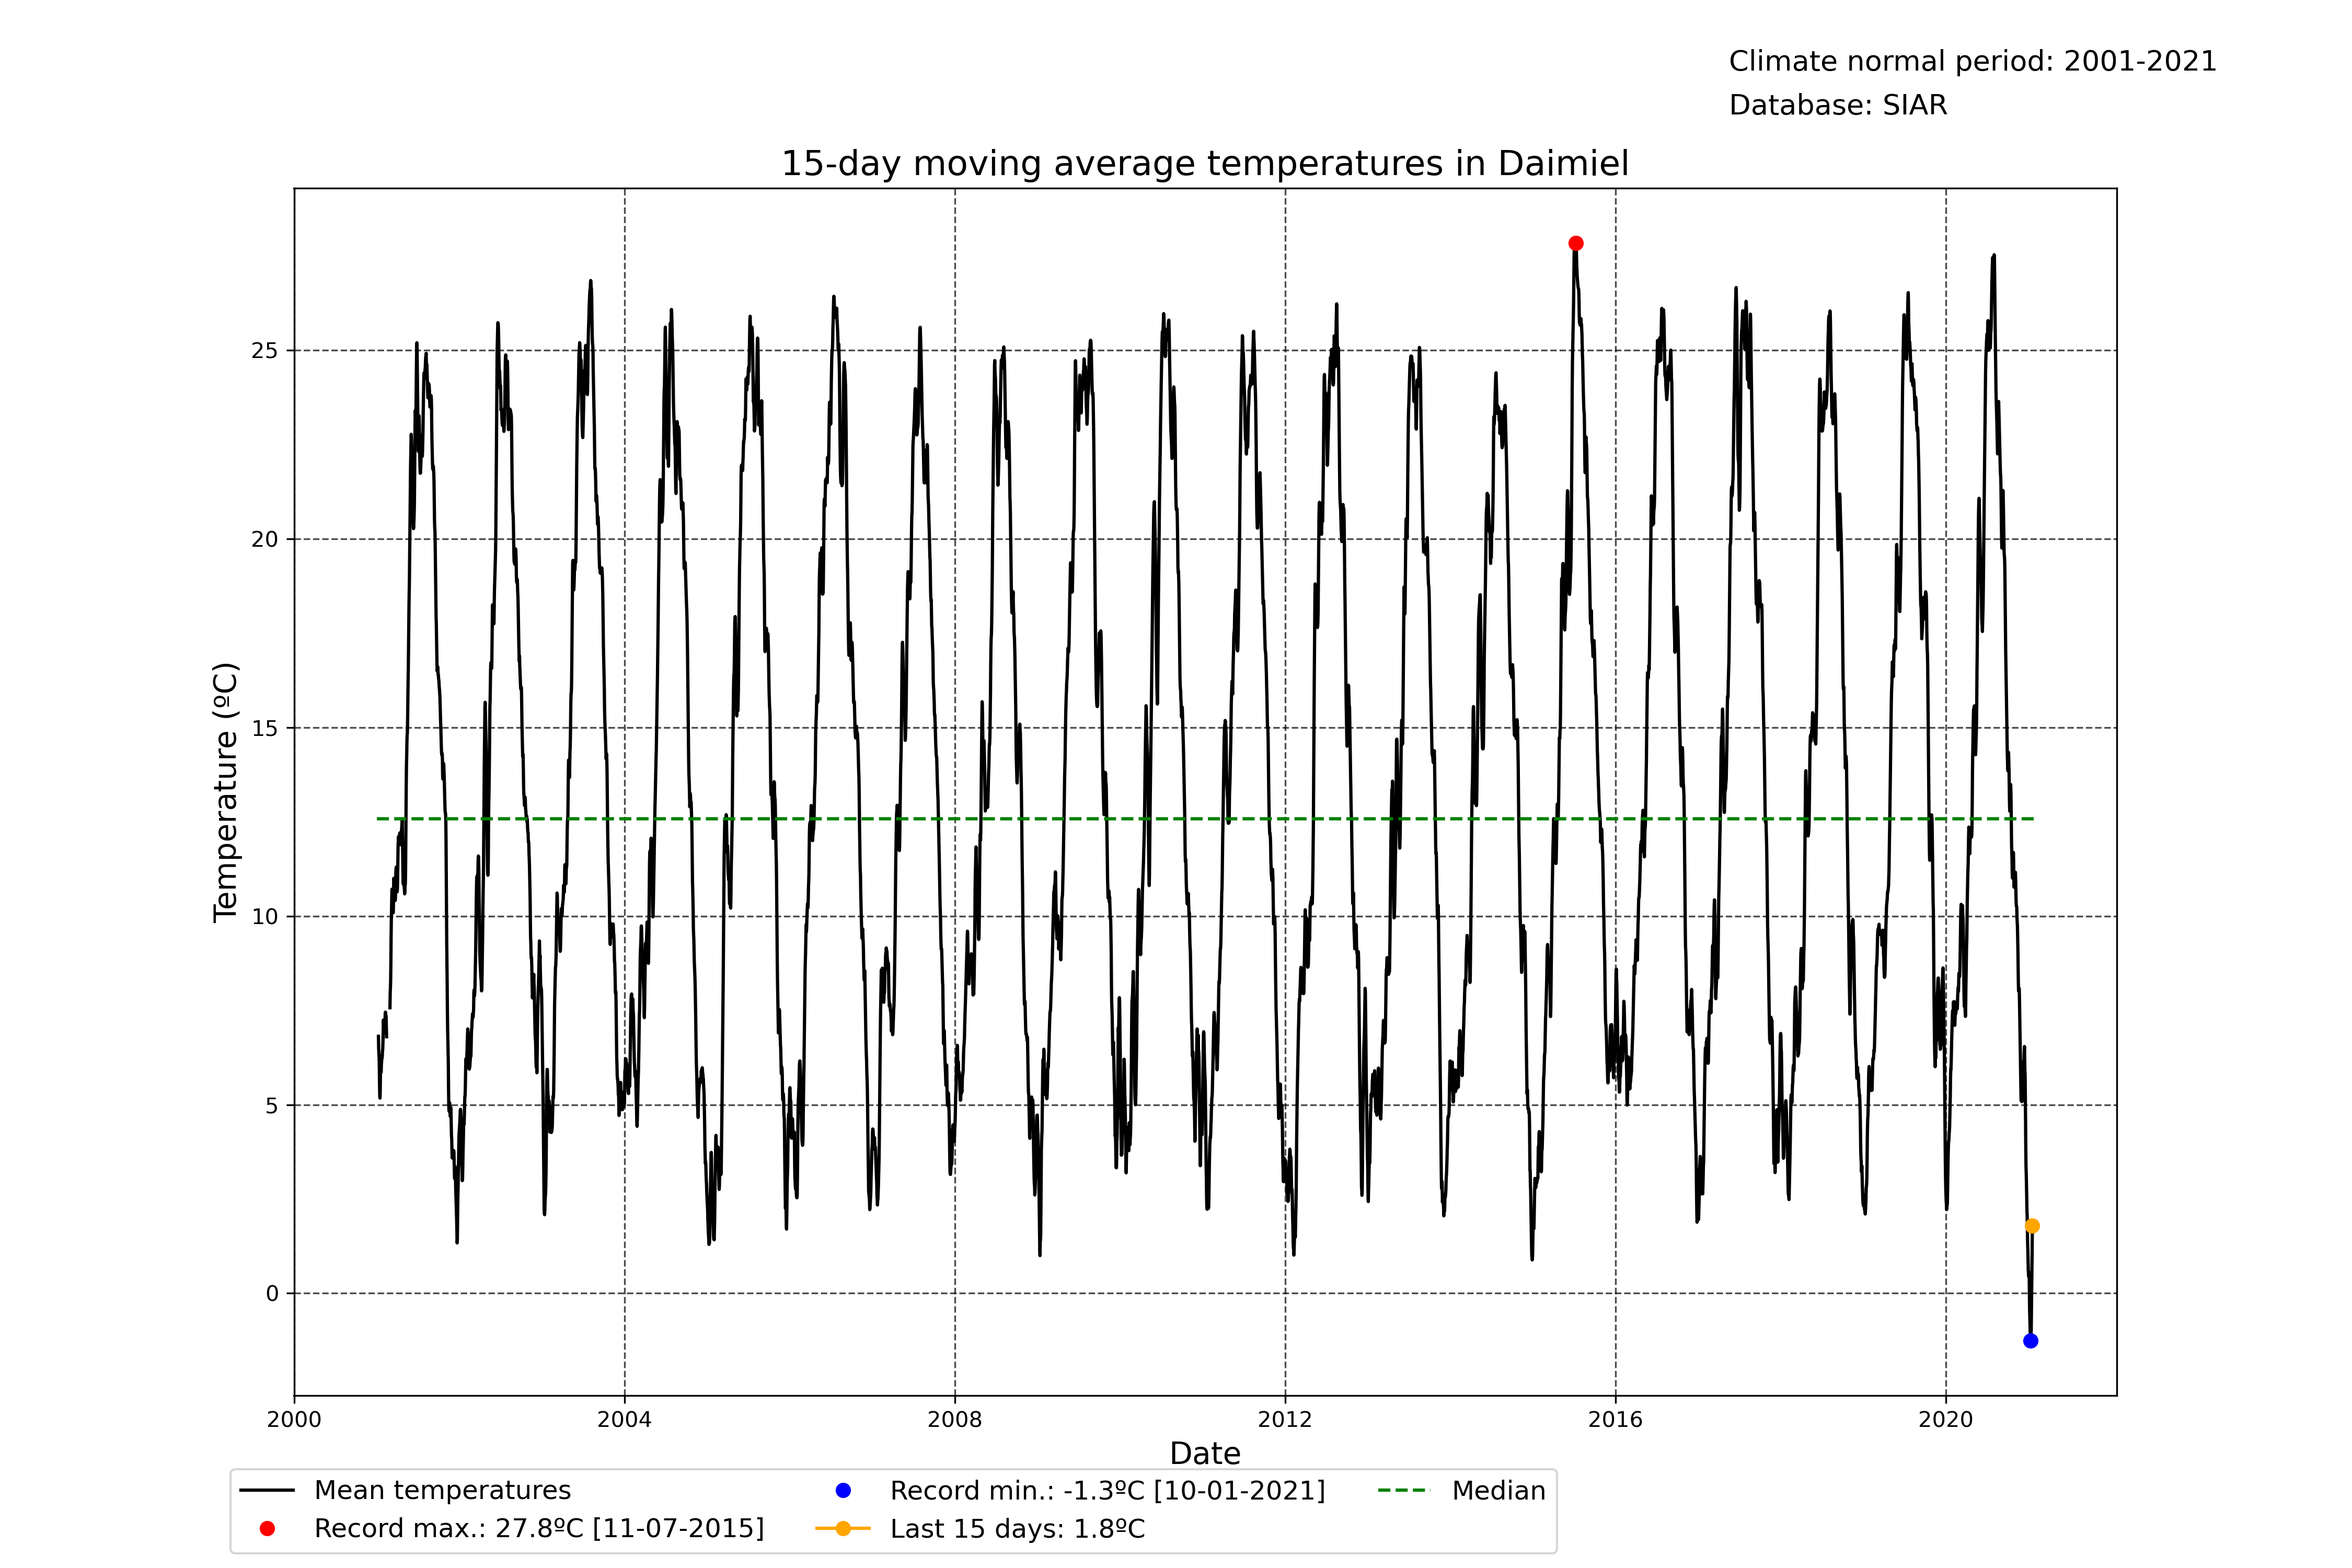 Climate normal period: 2001-2021
Database: SIAR
15-day moving average temperatures in Daimiel
Temperature (ºC)
25
20
15
10
5
0
2000
2004
2008
2012
2016
2020
Date
Mean temperatures
Record max.: 27.8ºC [11-07-2015]
Record min.: -1.3ºC [10-01-2021]
Last 15 days: 1.8ºC
Median